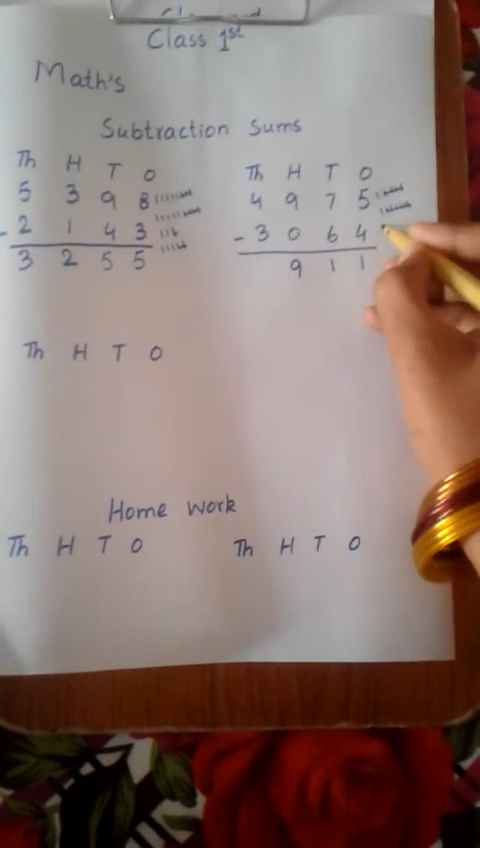 Class 1st
Math's
Subtraction Sums
Th H T O
5 3 9 8
- 2 1 4 3
3 2 5 5
Th H T O
4 9 7 5
- 3 0 6 4
9 1 1
Th H T O
Home Work
Th H T O
Th H T O